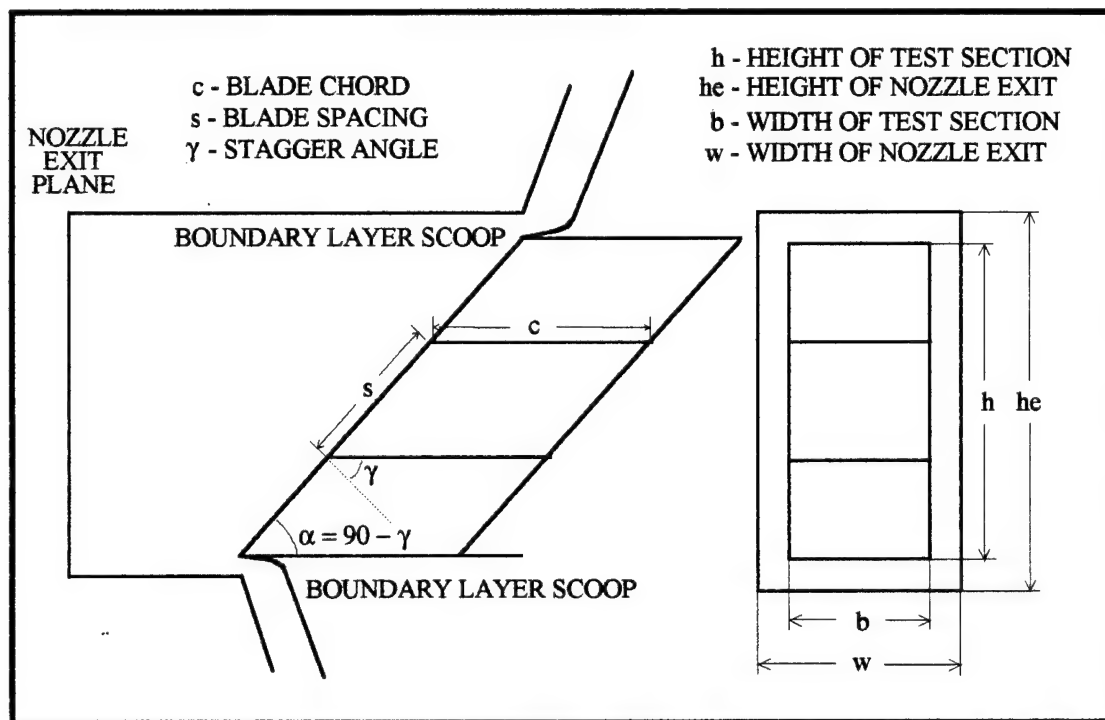 c - BLADE CHORD
s - BLADE SPACING
γ - STAGGER ANGLE
h - HEIGHT OF TEST SECTION
he - HEIGHT OF NOZZLE EXIT
b - WIDTH OF TEST SECTION
w - WIDTH OF NOZZLE EXIT
NOZZLE
EXIT
PLANE
BOUNDARY LAYER SCOOP
c
s
γ
α = 90 – γ
BOUNDARY LAYER SCOOP
h
he
b
w